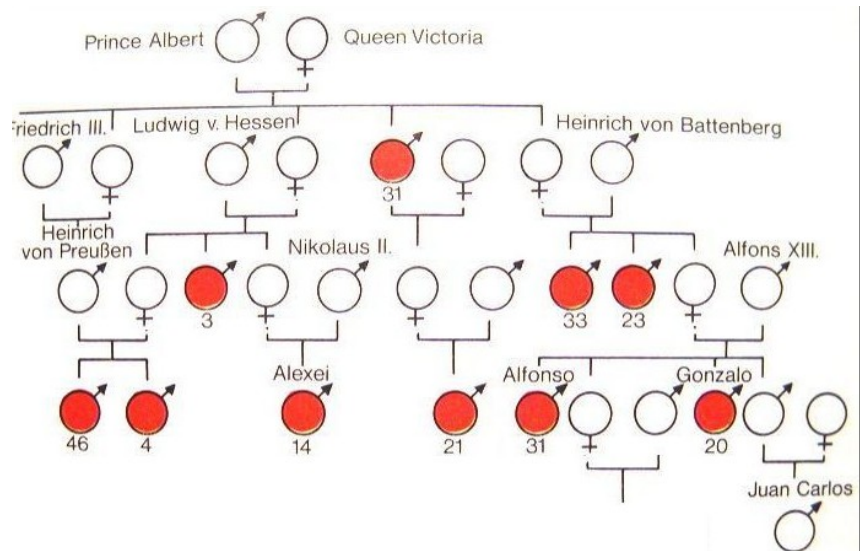 Prince Albert
Queen Victoria
Friedrich III.
Ludwig v. Hessen
Heinrich von Battenberg
31
Heinrich
von Preußen
Nikolaus II.
Alfons XIII.
3
33
23
Alexei
Alfonso
Gonzalo
46
4
14
21
31
20
Juan Carlos